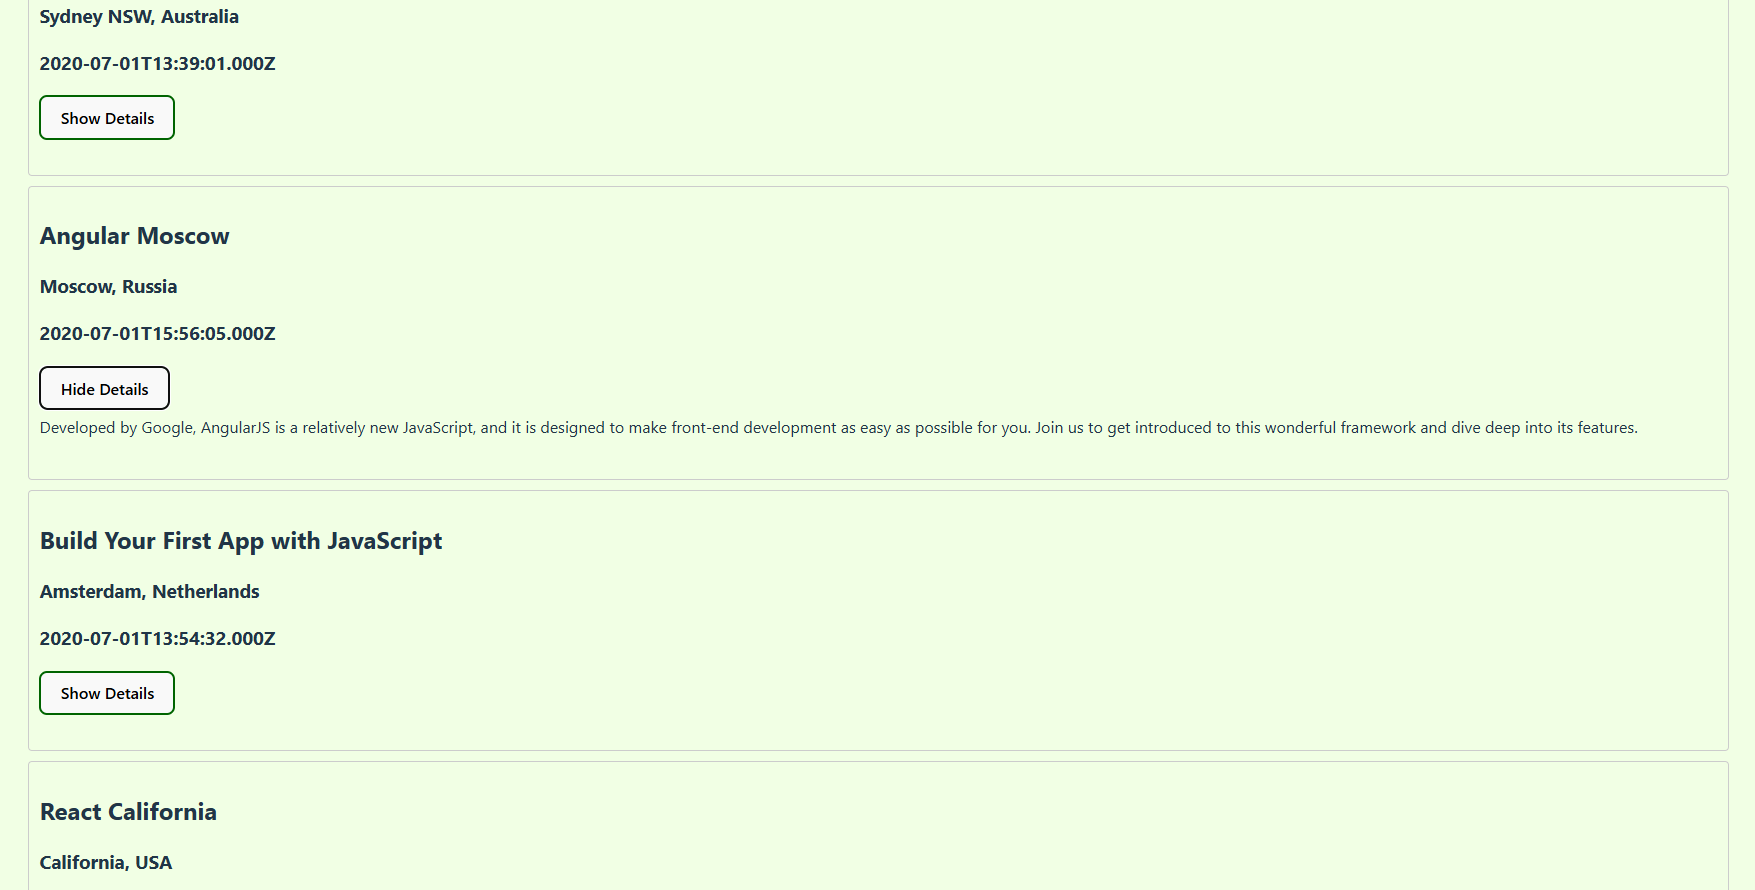 Sydney NSW, Australia
2020-07-01T13:39:01.000Z
Show Details
Angular Moscow
Moscow, Russia
2020-07-01T15:56:05.000Z
Hide Details
Developed by Google, AngularJS is a relatively new JavaScript, and it is designed to make front-end development as easy as possible for you. Join us to get introduced to this wonderful framework and dive deep into its features.
Build Your First App with JavaScript
Amsterdam, Netherlands
2020-07-01T13:54:32.000Z
Show Details
React California
California, USA